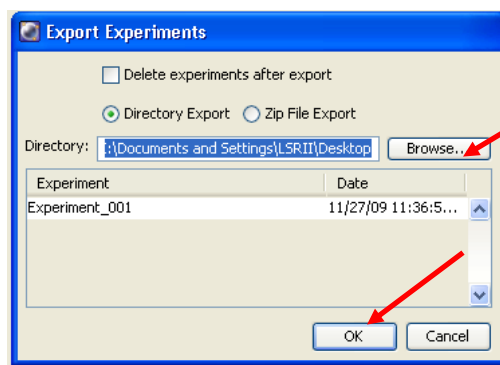 Export Experiments
Delete experiments after export
Directory Export Zip File Export
Directory: :\Documents and Settings\LSRII\Desktop Browse..
Experiment Date
Experiment_001 11/27/09 11:36:5...
OK Cancel